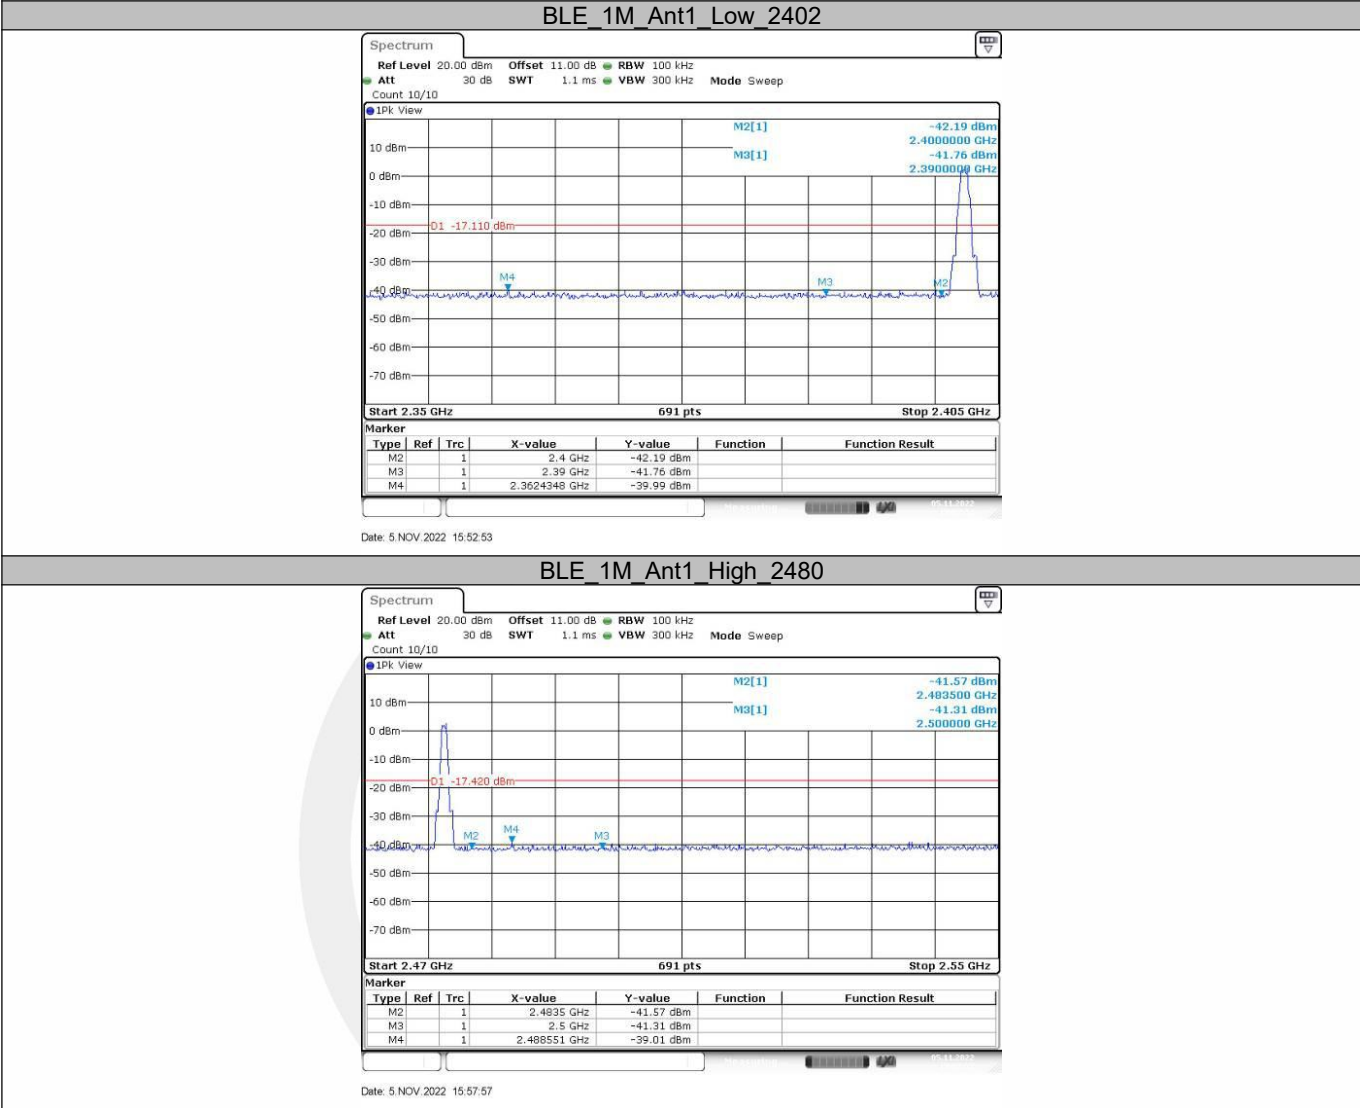 BLE_1M_Ant1_Low_2402
Spectrum
Ref Level 20.00 dBm Offset 11.00 dB RBW 100 kHz
Att 30 dB SWT 1.1 ms VBW 300 kHz Mode Sweep
Count 10/10
1Pk View
M2[1] -42.19 dBm
2.4000000 GHz
10 dBm
M3[1] -41.76 dBm
2.3900000 GHz
0 dBm
-10 dBm
D1 -17.110 dBm
-20 dBm
-30 dBm
M4 M3 M2
-40 dBm
-50 dBm
-60 dBm
-70 dBm
Start 2.35 GHz 691 pts Stop 2.405 GHz
Marker
Type Ref Trc X-value Y-value Function Function Result
M2 1 2.4 GHz -42.19 dBm
M3 1 2.39 GHz -41.76 dBm
M4 1 2.3624348 GHz -39.99 dBm
05.11.2022
Date: 5.NOV.2022 15:52:53
BLE_1M_Ant1_High_2480
Spectrum
Ref Level 20.00 dBm Offset 11.00 dB RBW 100 kHz
Att 30 dB SWT 1.1 ms VBW 300 kHz Mode Sweep
Count 10/10
1Pk View
M2[1] -41.57 dBm
2.483500 GHz
10 dBm
M3[1] -41.31 dBm
2.500000 GHz
0 dBm
-10 dBm
D1 -17.420 dBm
-20 dBm
-30 dBm
M2 M4 M3
-40 dBm
-50 dBm
-60 dBm
-70 dBm
Start 2.47 GHz 691 pts Stop 2.55 GHz
Marker
Type Ref Trc X-value Y-value Function Function Result
M2 1 2.4835 GHz -41.57 dBm
M3 1 2.5 GHz -41.31 dBm
M4 1 2.488551 GHz -39.01 dBm
05.11.2022
Date: 5.NOV.2022 15:57:57